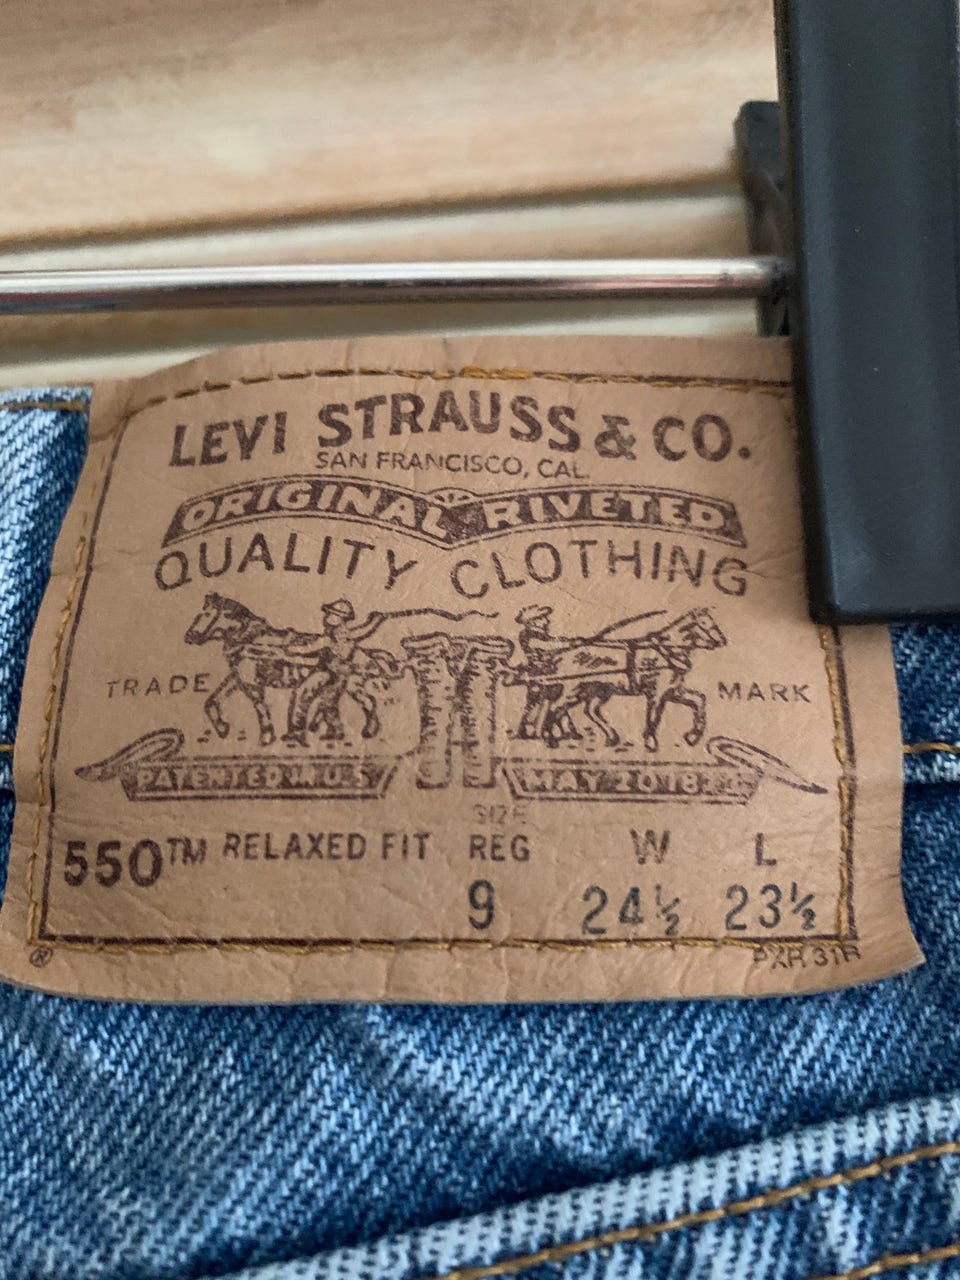 LEVI STRAUSS & CO.
SAN FRANCISCO, CAL.
ORIGINAL RIVETED
QUALITY CLOTHING
TRADE MARK
PATENTED IN U.S. MAY 20 1873
SIZE
550™ RELAXED FIT REG W L
9 24½ 23½
® PXR 31R